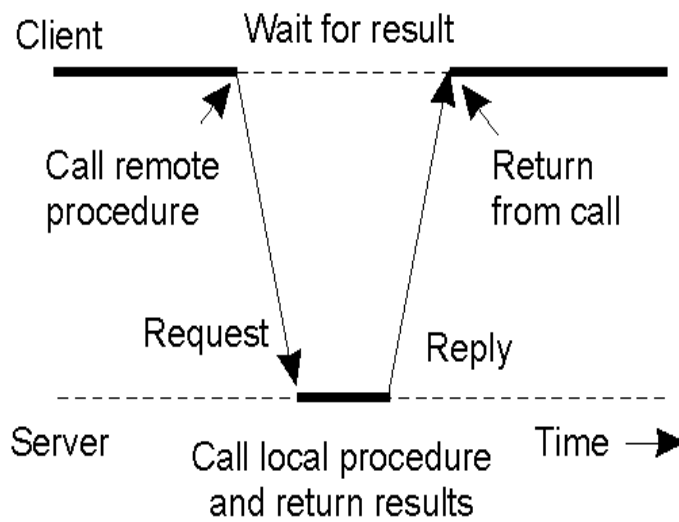 Client
Wait for result
Call remote
procedure
Return
from call
Request
Reply
Server
Call local procedure
and return results
Time